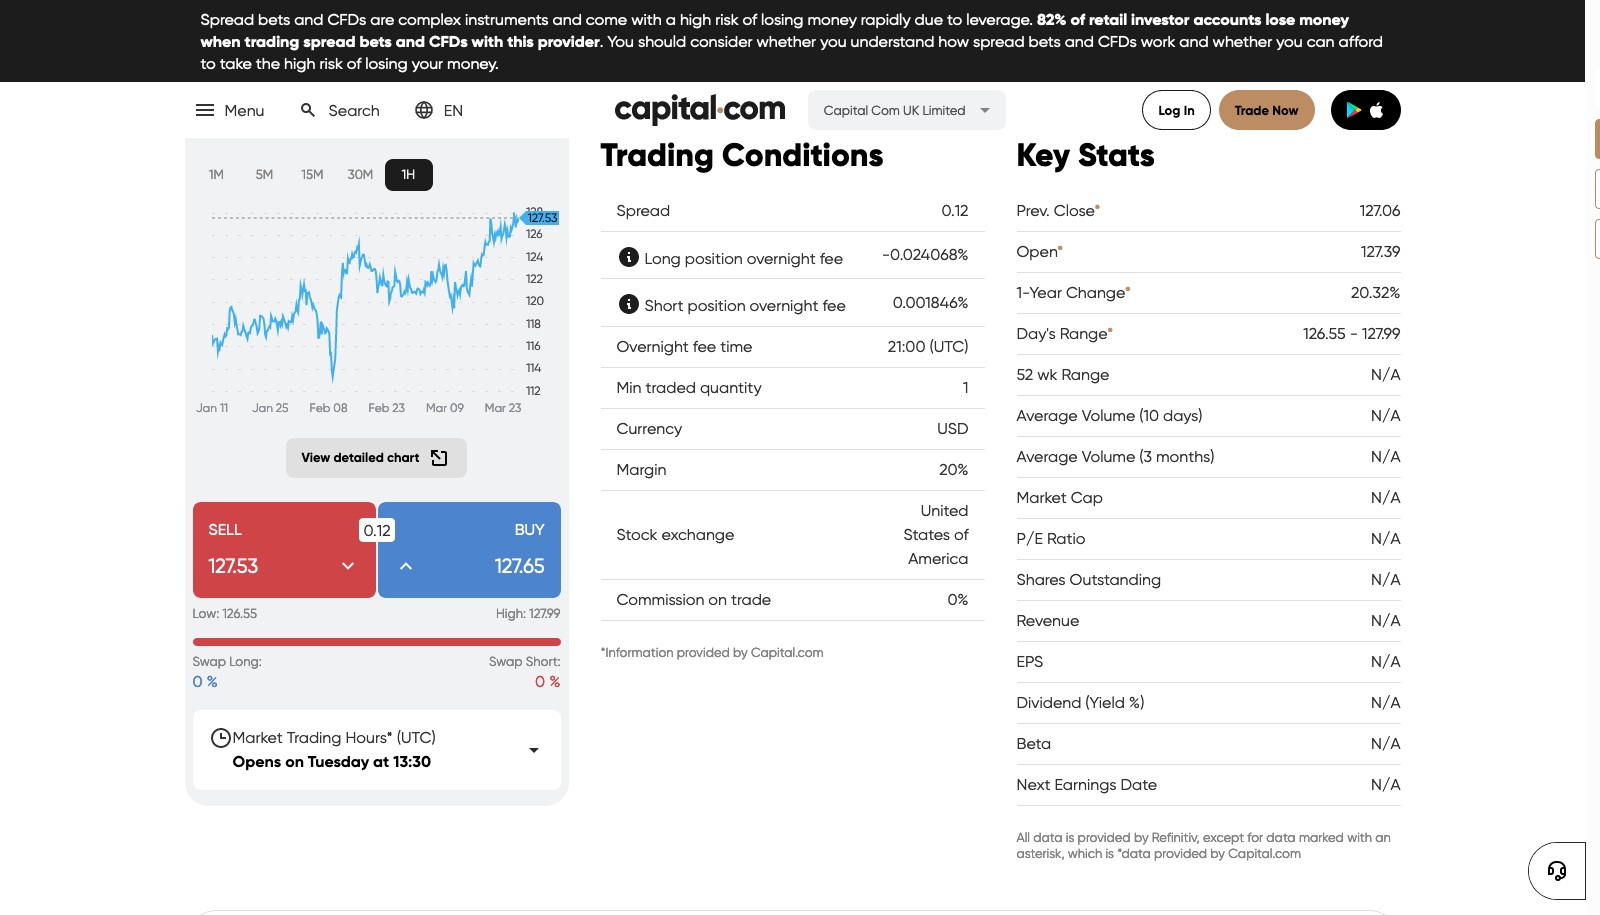 Spread bets and CFDs are complex instruments and come with a high risk of losing money rapidly due to leverage. 82% of retail investor accounts lose money
when trading spread bets and CFDs with this provider. You should consider whether you understand how spread bets and CFDs work and whether you can afford
to take the high risk of losing your money.
Menu Search EN capital.com Capital Com UK Limited Log In Trade Now
1M 5M 15M 30M 1H
128
127.53
126
124
122
120
118
116
114
112
Jan 11 Jan 25 Feb 08 Feb 23 Mar 09 Mar 23
View detailed chart
SELL 0.12 BUY
127.53 127.65
Low: 126.55 High: 127.99
Swap Long: Swap Short:
0 % 0 %
Market Trading Hours* (UTC)
Opens on Tuesday at 13:30
Trading Conditions
Spread 0.12
Long position overnight fee -0.024068%
Short position overnight fee 0.001846%
Overnight fee time 21:00 (UTC)
Min traded quantity 1
Currency USD
Margin 20%
Stock exchange United
States of
America
Commission on trade 0%
*Information provided by Capital.com
Key Stats
Prev. Close* 127.06
Open* 127.39
1-Year Change* 20.32%
Day's Range* 126.55 - 127.99
52 wk Range N/A
Average Volume (10 days) N/A
Average Volume (3 months) N/A
Market Cap N/A
P/E Ratio N/A
Shares Outstanding N/A
Revenue N/A
EPS N/A
Dividend (Yield %) N/A
Beta N/A
Next Earnings Date N/A
All data is provided by Refinitiv, except for data marked with an
asterisk, which is *data provided by Capital.com